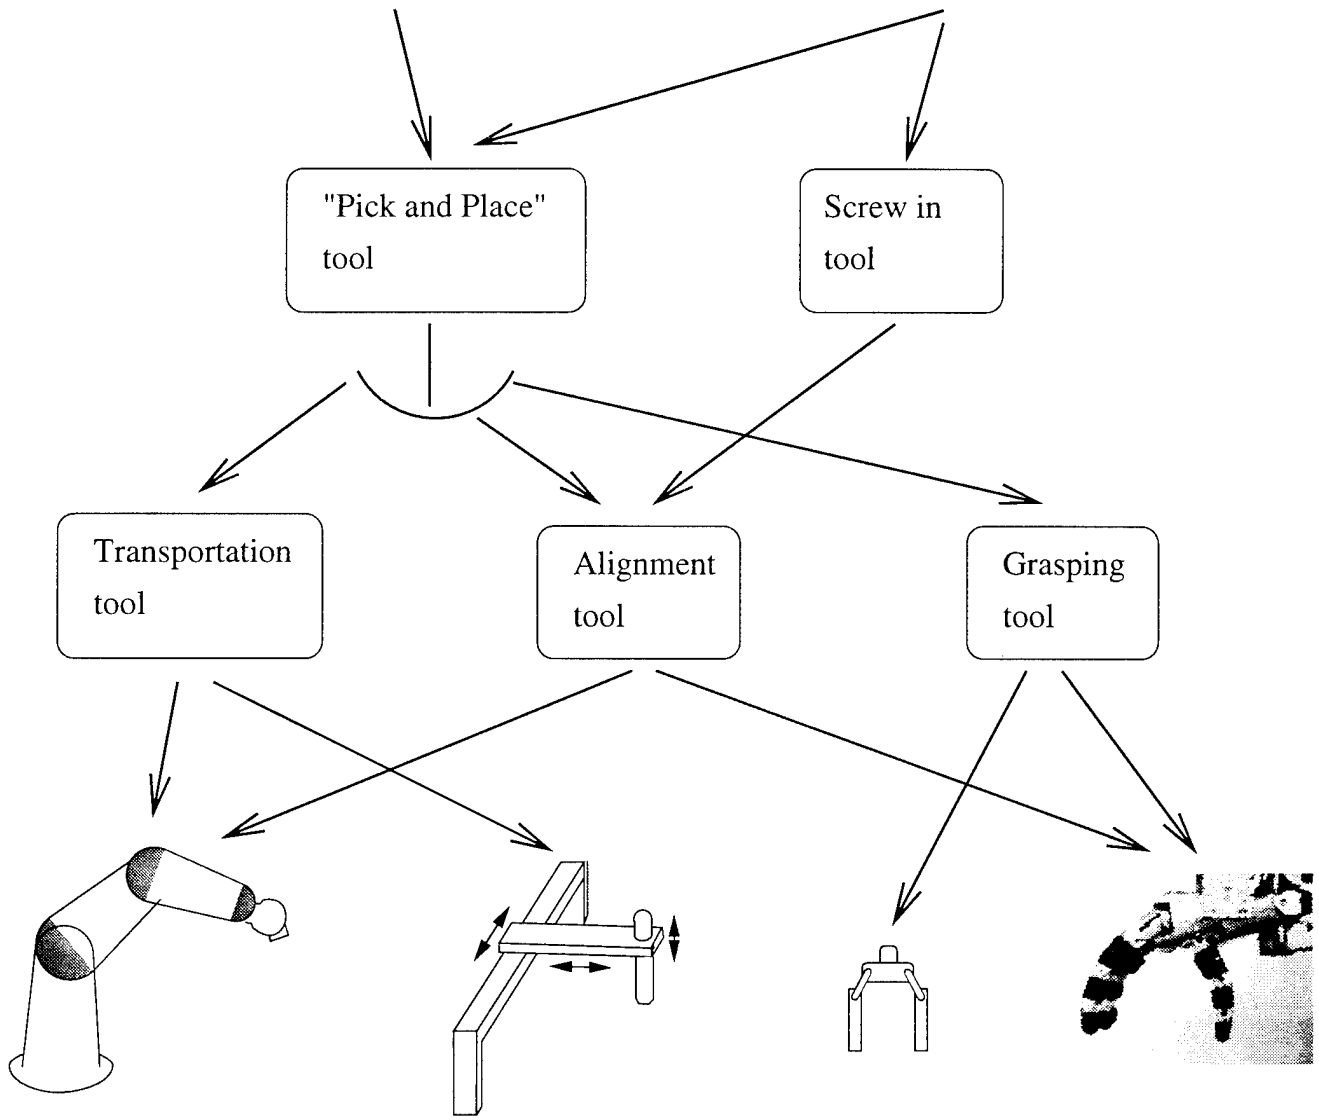 "Pick and Place"
tool
Screw in
tool
Transportation
tool
Alignment
tool
Grasping
tool